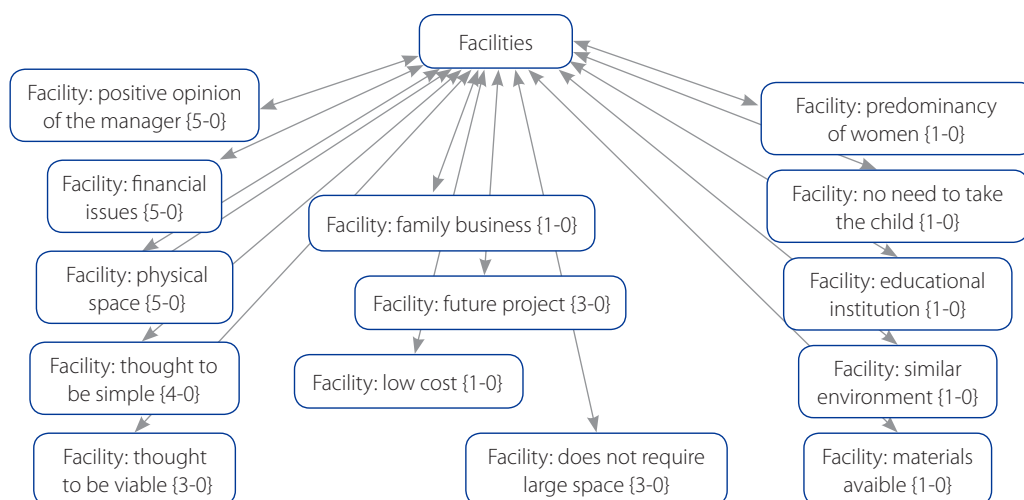 Facilities
Facility: positive opinion
of the manager {5-0}
Facility: financial
issues {5-0}
Facility: physical
space {5-0}
Facility: thought to
be simple {4-0}
Facility: thought
to be viable {3-0}
Facility: family business {1-0}
Facility: future project {3-0}
Facility: low cost {1-0}
Facility: does not require
large space {3-0}
Facility: predominancy
of women {1-0}
Facility: no need to take
the child {1-0}
Facility: educational
institution {1-0}
Facility: similar
environment {1-0}
Facility: materials
avaible {1-0}